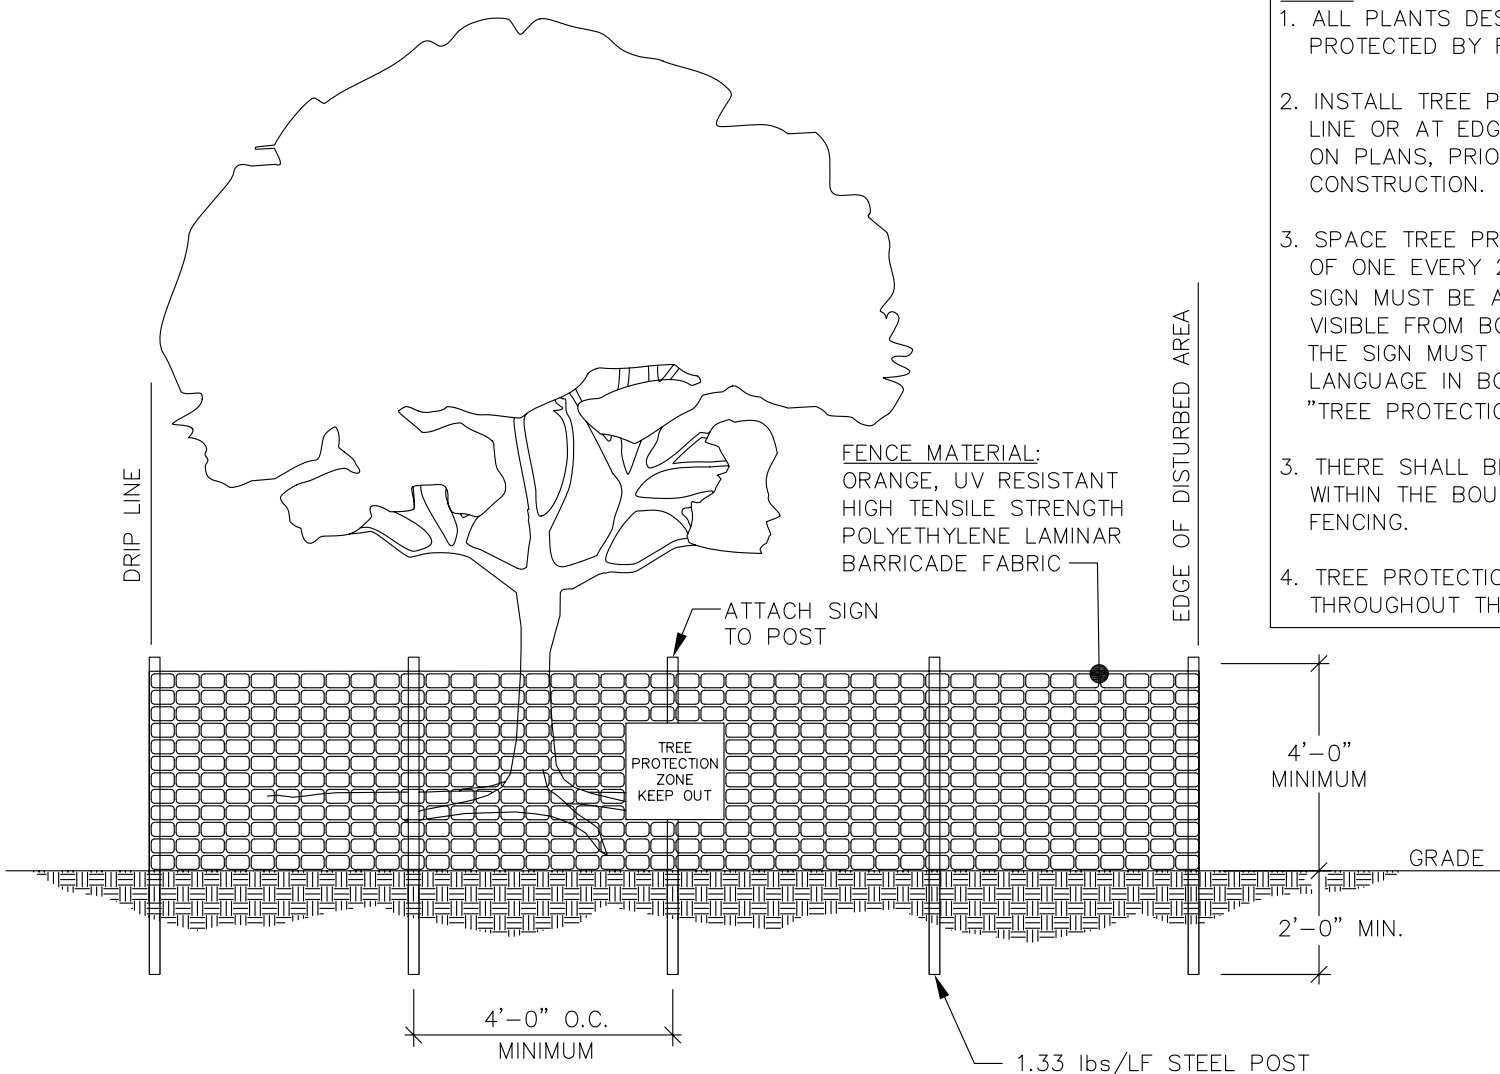 1. ALL PLANTS DES
PROTECTED BY
2. INSTALL TREE P
LINE OR AT EDG
ON PLANS, PRIO
CONSTRUCTION.
3. SPACE TREE PR
OF ONE EVERY 2
SIGN MUST BE A
VISIBLE FROM BO
THE SIGN MUST
LANGUAGE IN BO
"TREE PROTECTIO
3. THERE SHALL BE
WITHIN THE BOU
FENCING.
4. TREE PROTECTIO
THROUGHOUT TH
DRIP LINE
EDGE OF DISTURBED AREA
FENCE MATERIAL:
ORANGE, UV RESISTANT
HIGH TENSILE STRENGTH
POLYETHYLENE LAMINAR
BARRICADE FABRIC
ATTACH SIGN
TO POST
TREE
PROTECTION
ZONE
KEEP OUT
4'-0"
MINIMUM
GRADE
2'-0" MIN.
4'-0" O.C.
MINIMUM
1.33 lbs/LF STEEL POST